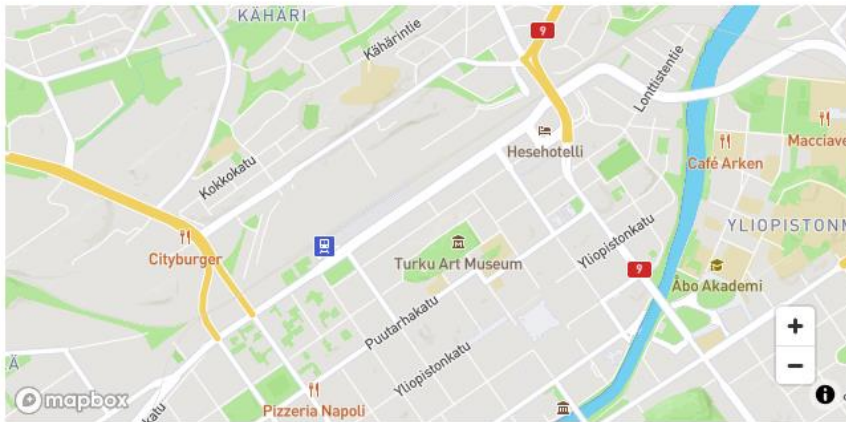 KÄHÄRI
Kähärintie
9
Lonttistentie
Hesehotelli
Café Arken
Macciave
Kokkokatu
YLIOPISTONM
Cityburger
Turku Art Museum
Yliopistonkatu
9
Åbo Akademi
Puutarhakatu
Yliopistonkatu
Pizzeria Napoli
katu
Ä
mapbox
+
−
i